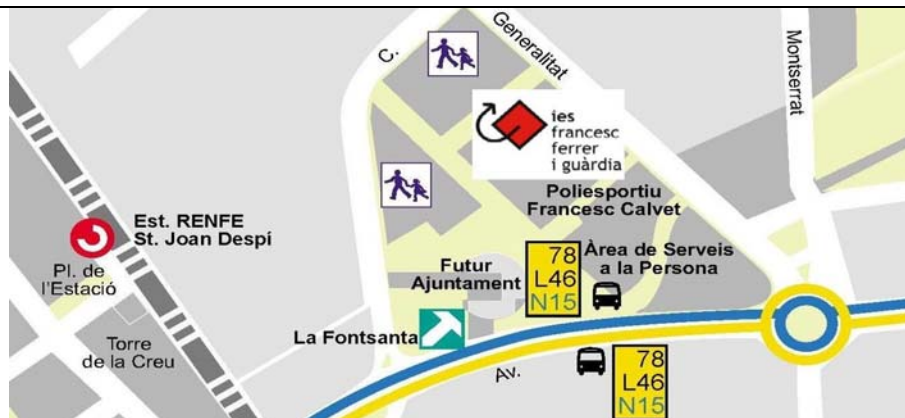 C.
Generalitat
Montserrat
ies
francesc
ferrer
i guàrdia
Poliesportiu
Francesc Calvet
Est. RENFE
St. Joan Despí
Pl. de
l'Estació
Futur
Ajuntament
78
L46
N15
Àrea de Serveis
a la Persona
La Fontsanta
Torre
de la Creu
Av.
78
L46
N15